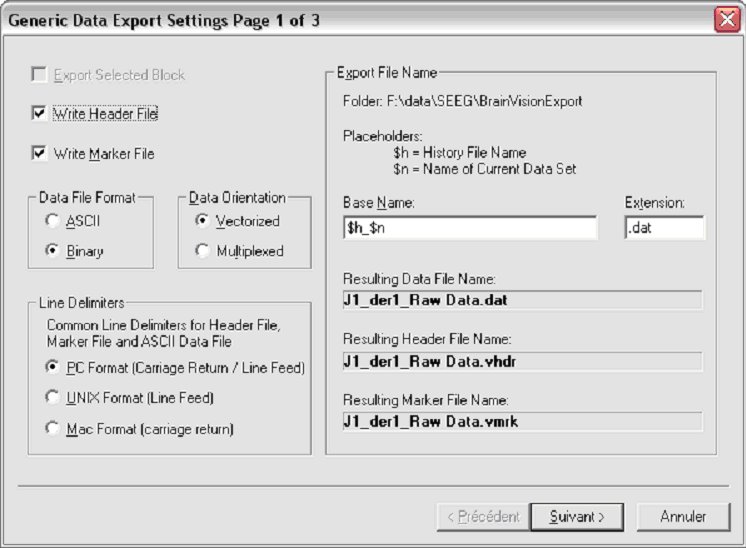 Generic Data Export Settings Page 1 of 3
Export Selected Block
Write Header File
Write Marker File
Data File Format
ASCII
Binary
Data Orientation
Vectorized
Multiplexed
Line Delimiters
Common Line Delimiters for Header File,
Marker File and ASCII Data File
PC Format (Carriage Return / Line Feed)
UNIX Format (Line Feed)
Mac Format (carriage return)
Export File Name
Folder: F:\data\SEEG\BrainVisionExport
Placeholders:
$h = History File Name
$n = Name of Current Data Set
Base Name:
Extension:
$h_$n
.dat
Resulting Data File Name:
J1_der1_Raw Data.dat
Resulting Header File Name:
J1_der1_Raw Data.vhdr
Resulting Marker File Name:
J1_der1_Raw Data.vmrk
< Précédent
Suivant >
Annuler